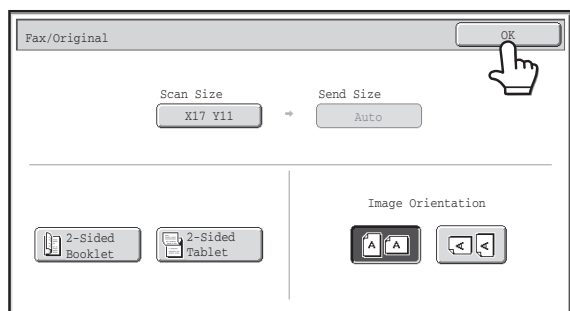 Fax/Original
OK
Scan Size
Send Size
X17 Y11
Auto
Image Orientation
2-Sided
Booklet
2-Sided
Tablet
A A
A A